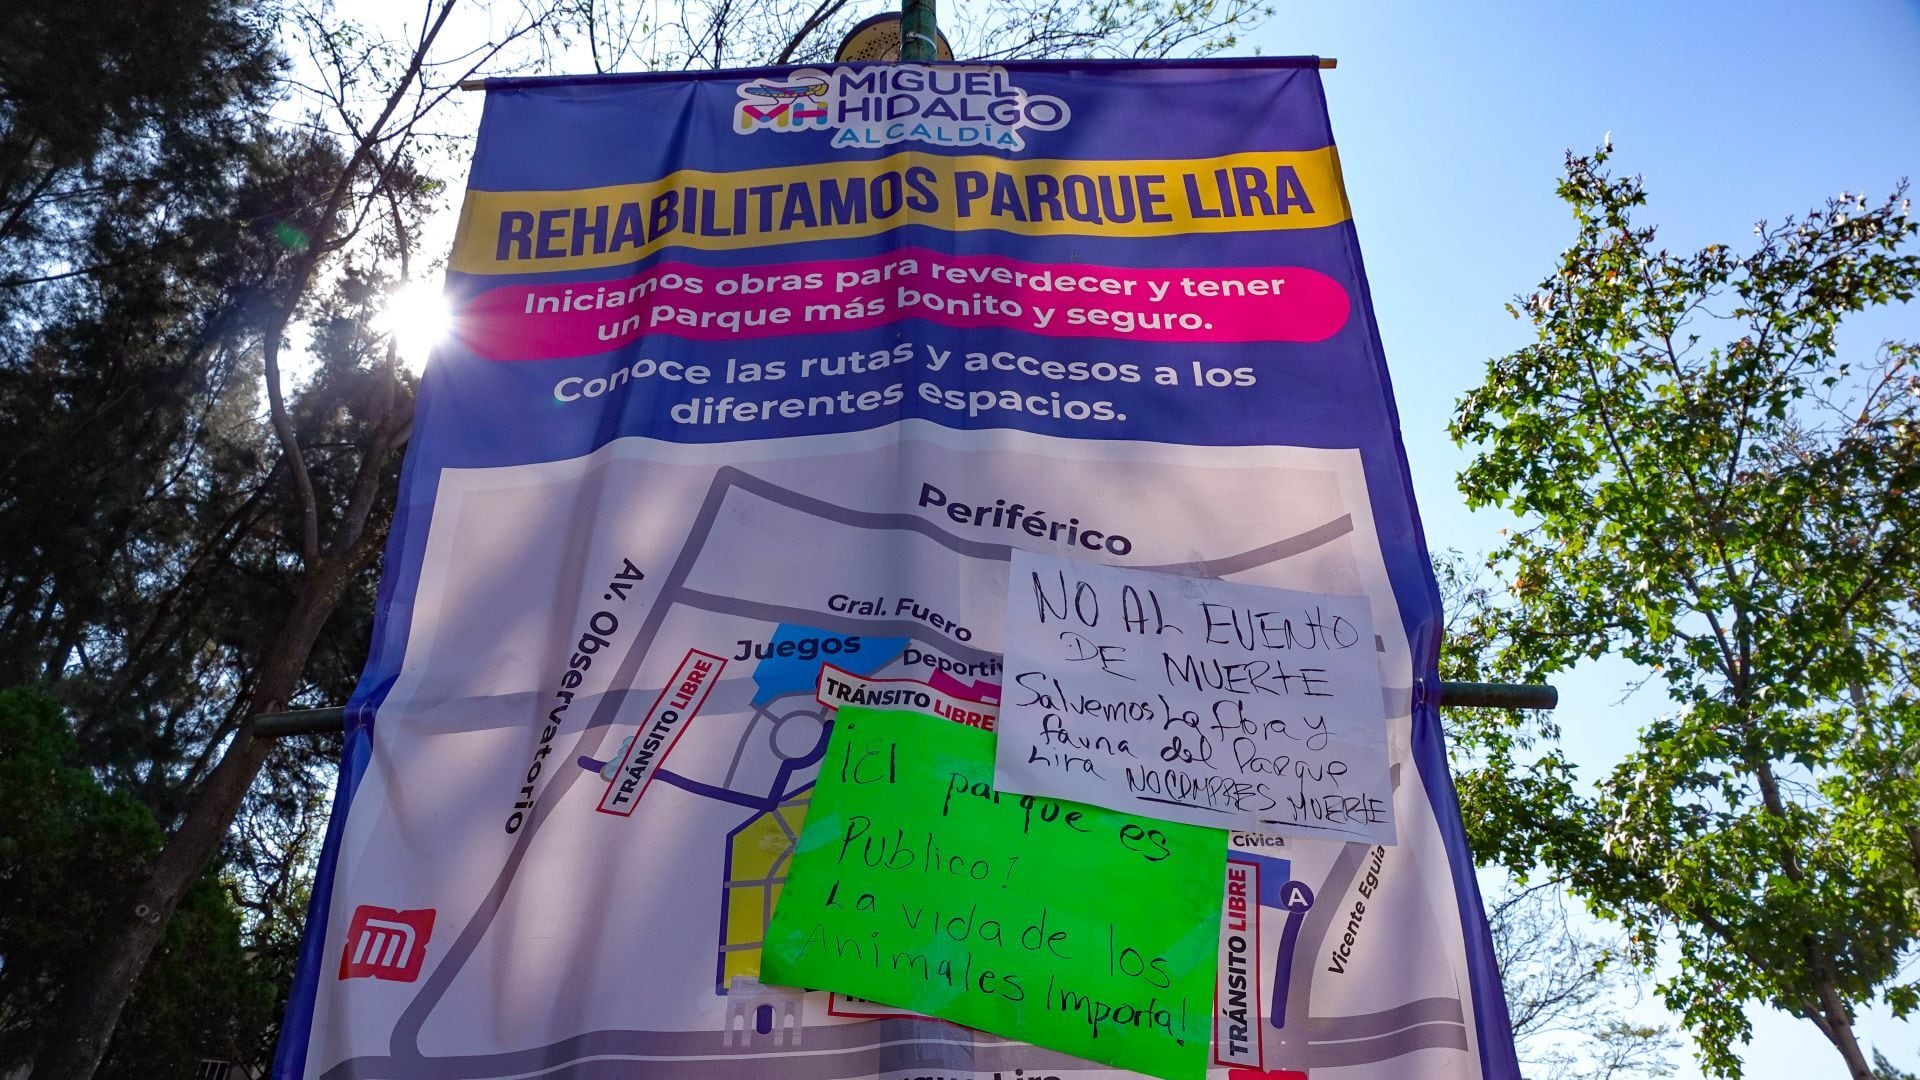 MIGUEL
HIDALGO
MH
ALCALDÍA
REHABILITAMOS PARQUE LIRA
Iniciamos obras para reverdecer y tener
un parque más bonito y seguro.
Conoce las rutas y accesos a los
diferentes espacios.
Periférico
Av. Observatorio
Gral. Fuero
Juegos
TRÁNSITO LIBRE
TRÁNSITO LIBRE
NO AL EVENTO
DE MUERTE
Salvemos La flora y
fauna del Parque
Lira NO COMPRES MUERTE
¡El parque es
Publico!
La vida de los
Animales Importa!
Cívica
A
TRÁNSITO LIBRE
Vicente Eguia